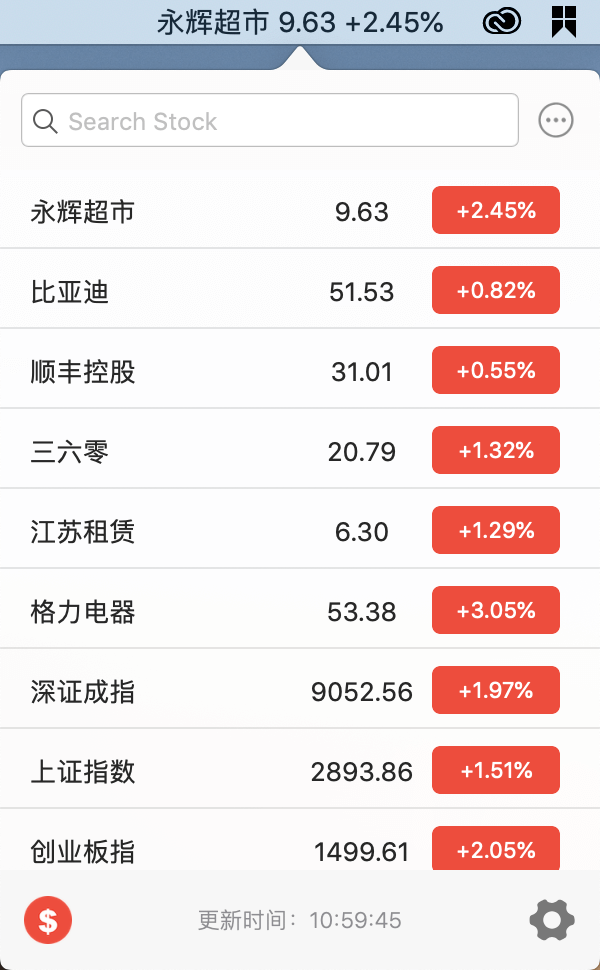 永辉超市 9.63 +2.45%
Search Stock
永辉超市 9.63 +2.45%
比亚迪 51.53 +0.82%
顺丰控股 31.01 +0.55%
三六零 20.79 +1.32%
江苏租赁 6.30 +1.29%
格力电器 53.38 +3.05%
深证成指 9052.56 +1.97%
上证指数 2893.86 +1.51%
创业板指 1499.61 +2.05%
$ 更新时间：10:59:45